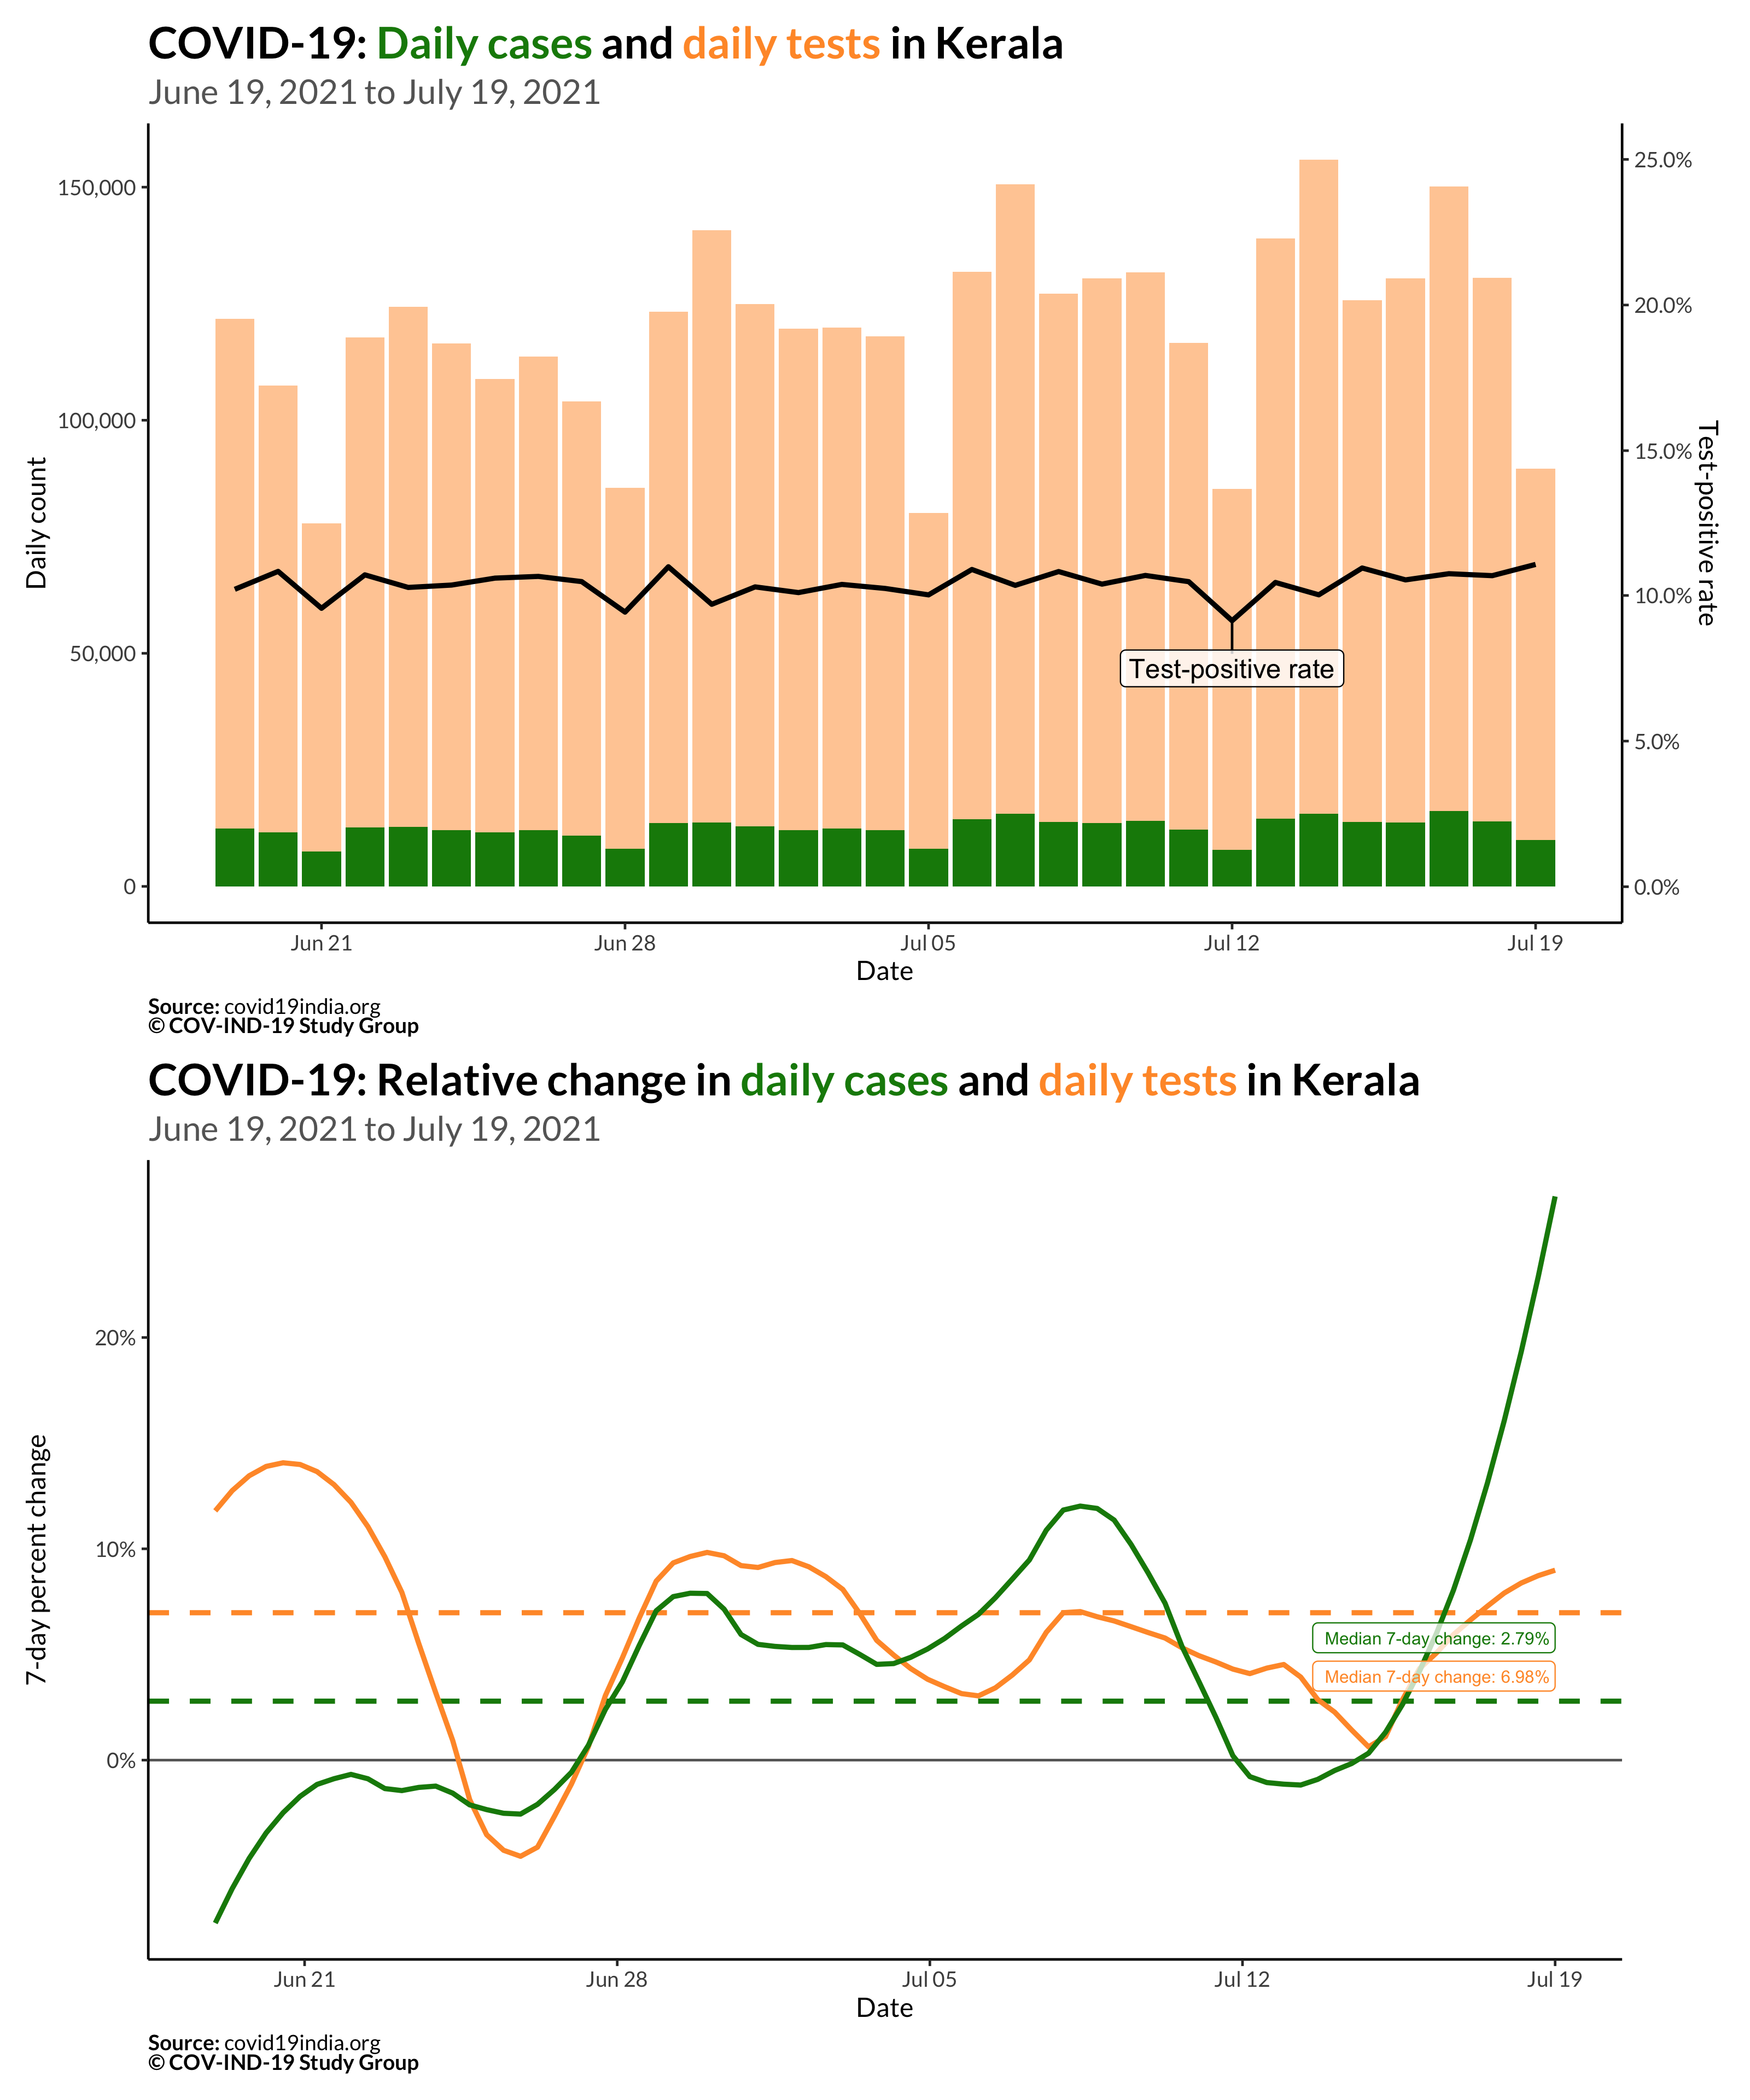 COVID-19: Daily cases and daily tests in Kerala
June 19, 2021 to July 19, 2021
Daily count
150,000
100,000
50,000
0
25.0%
20.0%
15.0%
10.0%
5.0%
0.0%
Test-positive rate
Test-positive rate
Jun 21
Jun 28
Jul 05
Jul 12
Jul 19
Date
Source: covid19india.org
© COV-IND-19 Study Group
COVID-19: Relative change in daily cases and daily tests in Kerala
June 19, 2021 to July 19, 2021
7-day percent change
20%
10%
0%
Median 7-day change: 2.79%
Median 7-day change: 6.98%
Jun 21
Jun 28
Jul 05
Jul 12
Jul 19
Date
Source: covid19india.org
© COV-IND-19 Study Group